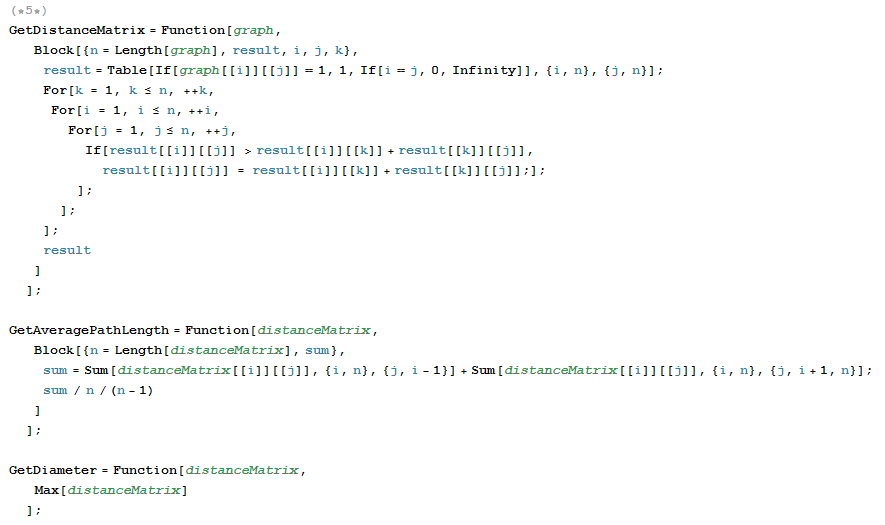 (*5*)
GetDistanceMatrix = Function[graph,
Block[{n = Length[graph], result, i, j, k},
result = Table[If[graph[[i]][[j]] == 1, 1, If[i == j, 0, Infinity]], {i, n}, {j, n}];
For[k = 1, k ≤ n, ++k,
For[i = 1, i ≤ n, ++i,
For[j = 1, j ≤ n, ++j,
If[result[[i]][[j]] > result[[i]][[k]] + result[[k]][[j]],
result[[i]][[j]] = result[[i]][[k]] + result[[k]][[j]];];
];
];
];
result
]
];
GetAveragePathLength = Function[distanceMatrix,
Block[{n = Length[distanceMatrix], sum},
sum = Sum[distanceMatrix[[i]][[j]], {i, n}, {j, i - 1}] + Sum[distanceMatrix[[i]][[j]], {i, n}, {j, i + 1, n}];
sum / n / (n - 1)
]
];
GetDiameter = Function[distanceMatrix,
Max[distanceMatrix]
];